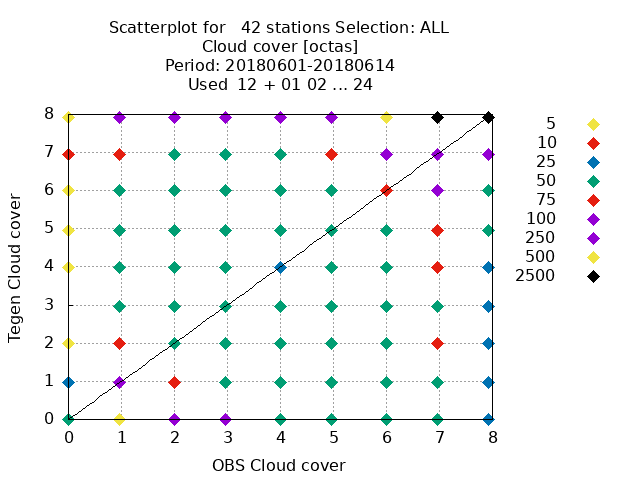 Scatterplot for   42 stations Selection: ALL
Cloud cover [octas]
Period: 20180601-20180614
Used  12 + 01 02 ... 24
8
7
6
5
4
3
2
1
0
0 1 2 3 4 5 6 7 8
Tegen Cloud cover
OBS Cloud cover
5
10
25
50
75
100
250
500
2500